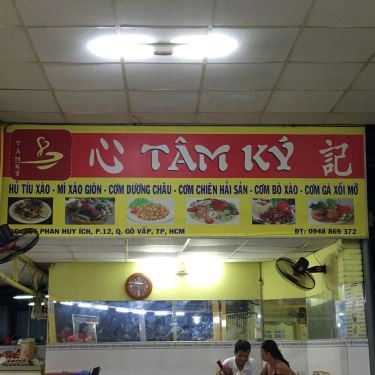 TÂM KÝ
心 TÂM KÝ 記
HỦ TÍU XÀO - MÌ XÀO GIÒN - CƠM DƯƠNG CHÂU - CƠM CHIÊN HẢI SẢN - CƠM BÒ XÀO - CƠM GÀ XỐI MỠ
PHAN HUY ÍCH, P.12, Q. GÒ VẤP, TP, HCM ĐT: 0948 869 372